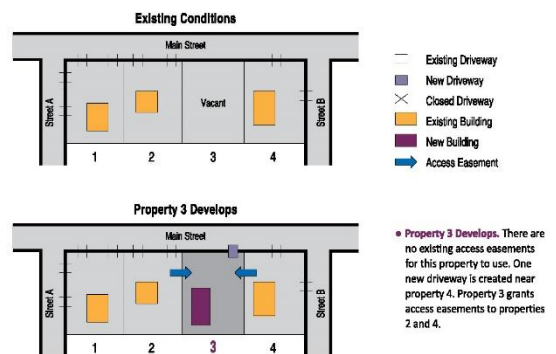 Existing Conditions
Main Street
Street A
Vacant
Street B
1 2 3 4
Existing Driveway
New Driveway
Closed Driveway
Existing Building
New Building
Access Easement
Property 3 Develops
Main Street
Street A
Street B
1 2 3 4
• Property 3 Develops. There are
no existing access easements
for this property to use. One
new driveway is created near
property 4. Property 3 grants
access easements to properties
2 and 4.